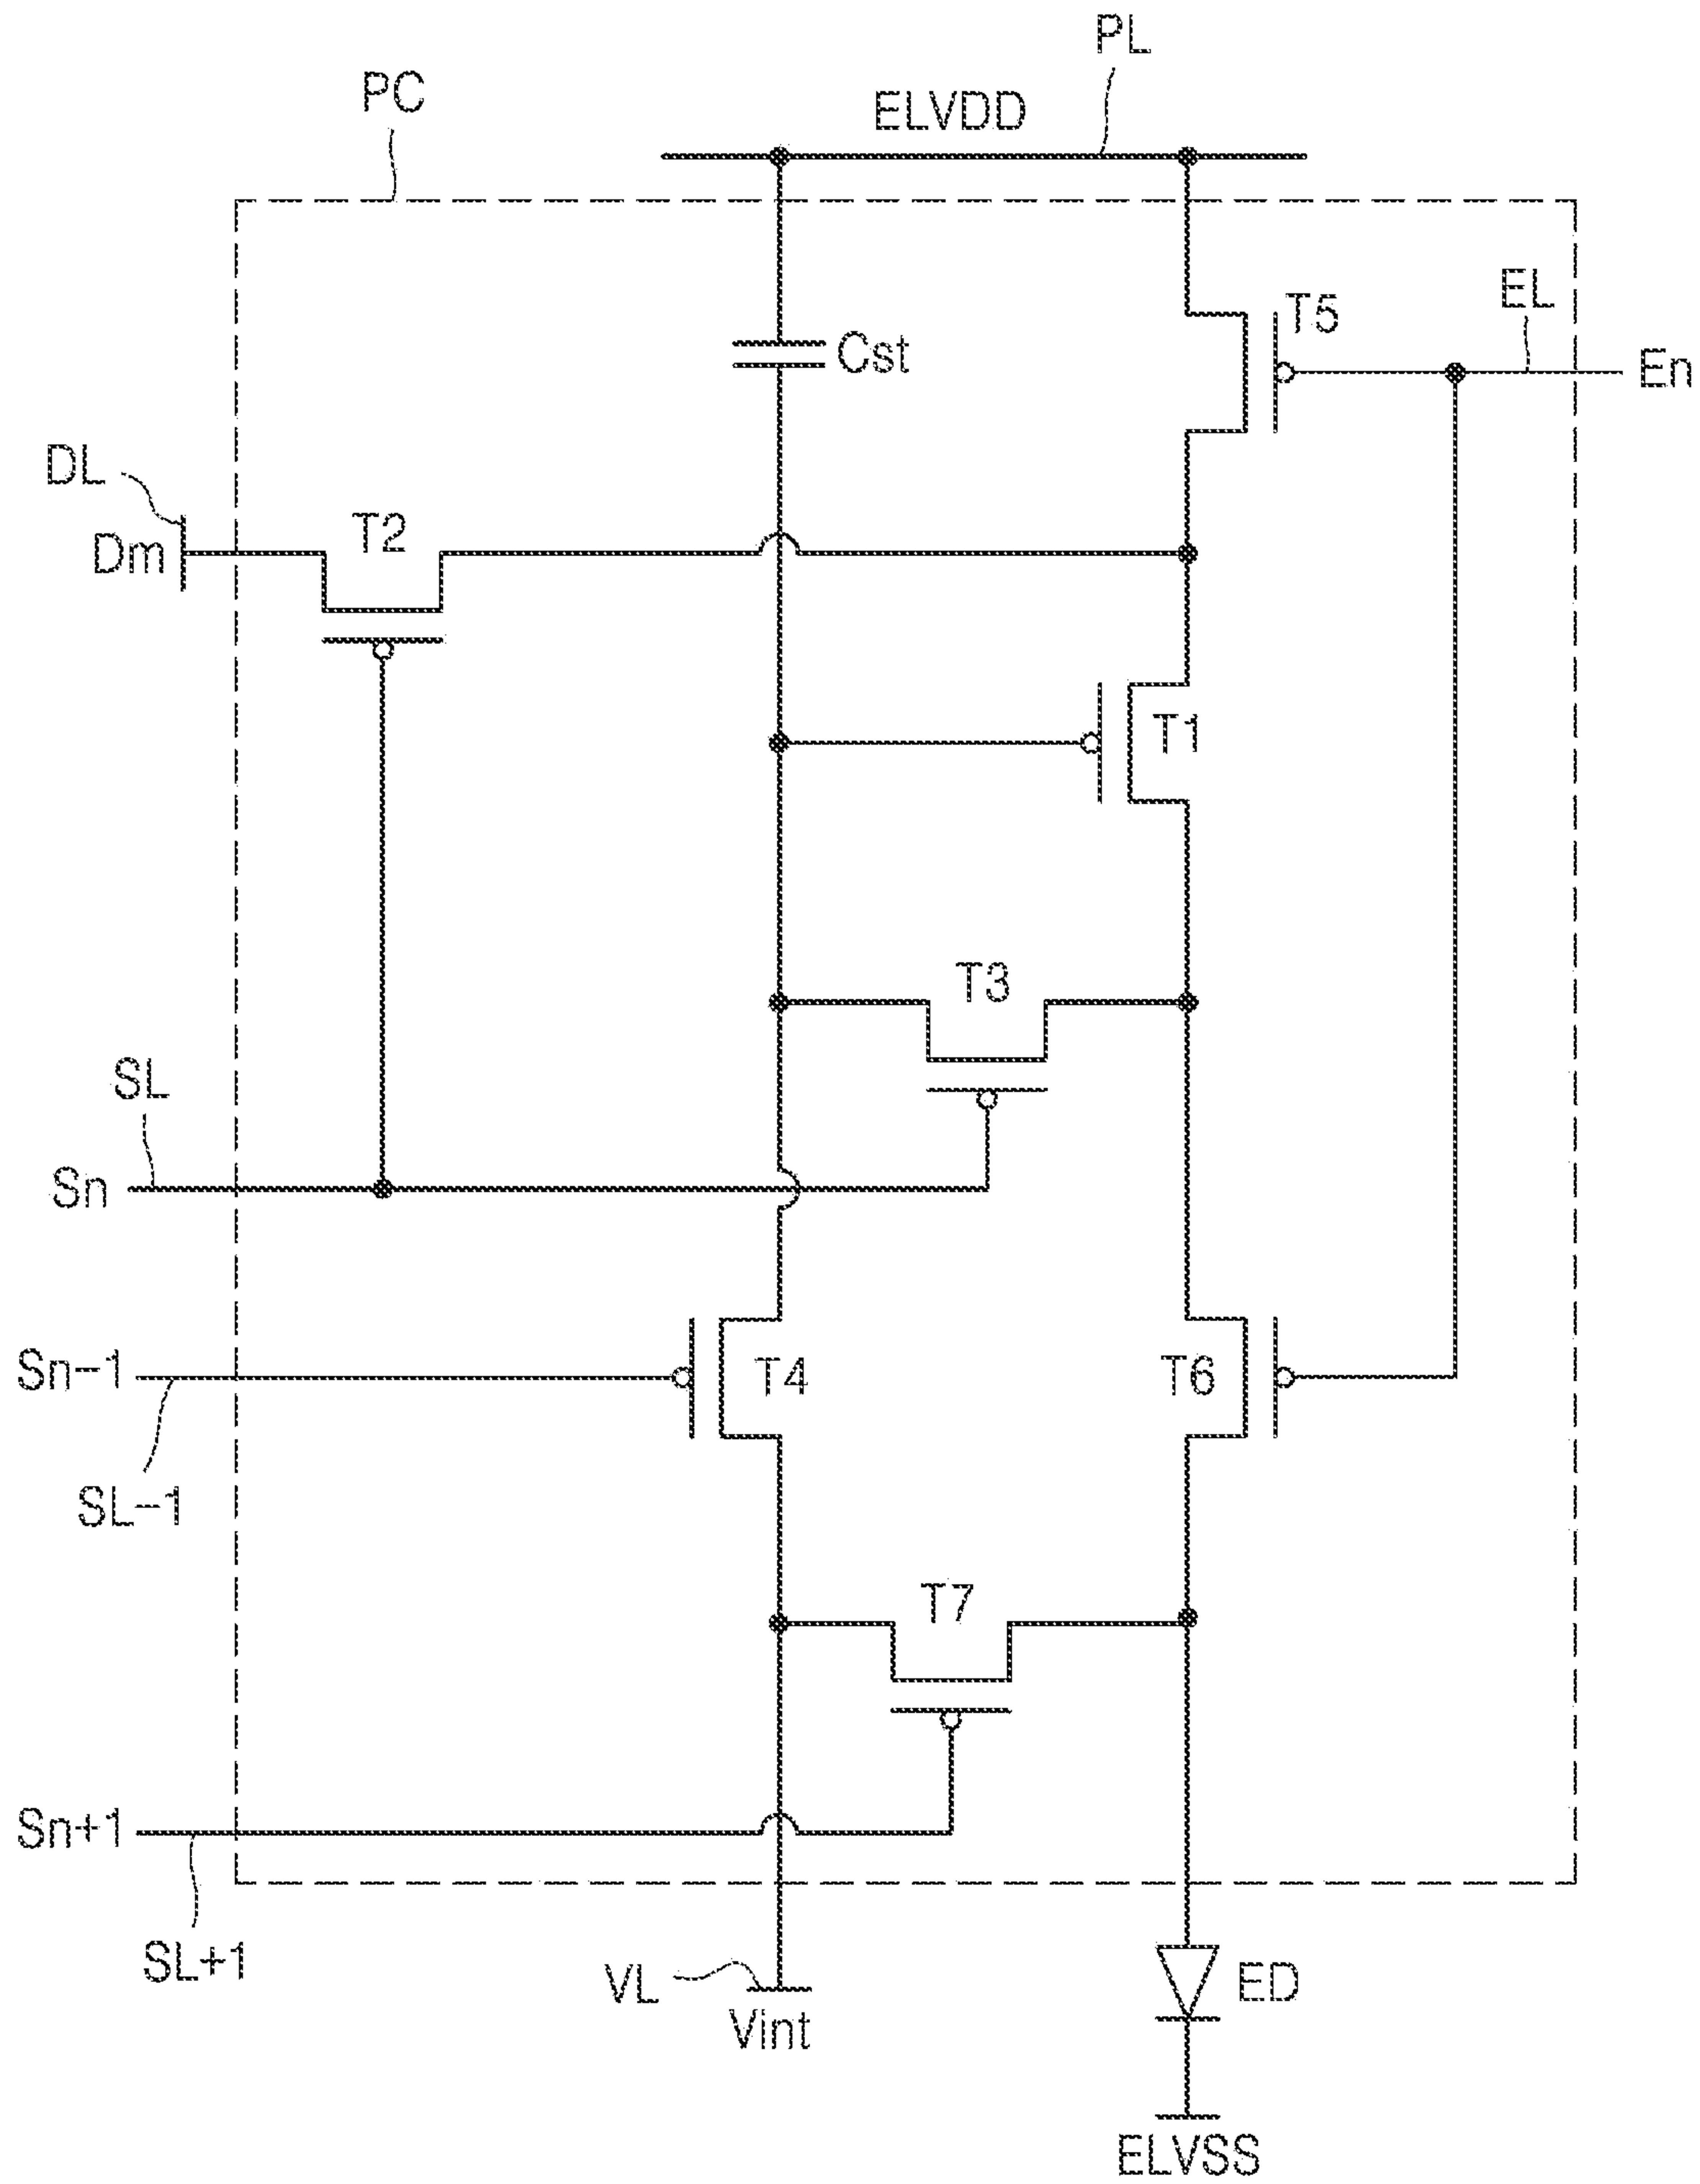 PL
PC
ELVDD
EL
T5
Cst
En
DL
T2
Dm
T1
T3
SL
Sn
Sn-1
T4
T6
SL-1
T7
Sn+1
SL+1
VL
ED
Vint
ELVSS